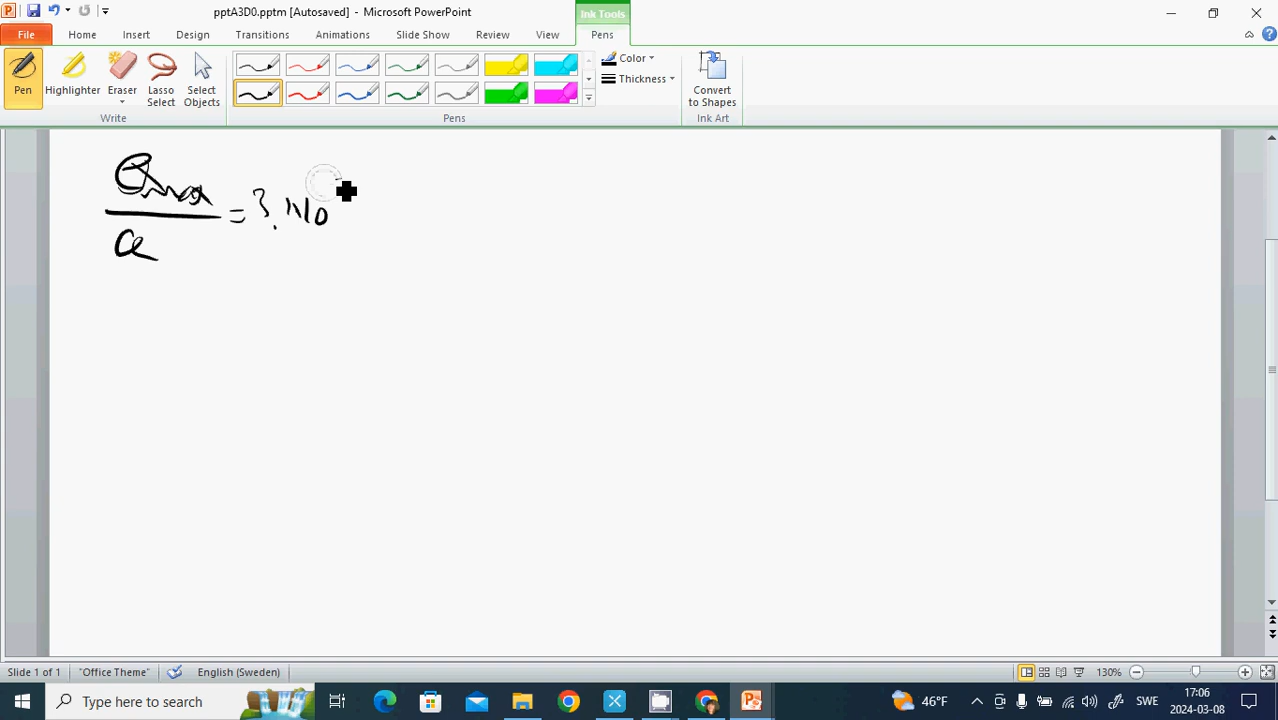 pptA3D0.pptm [Autosaved] - Microsoft PowerPoint
Ink Tools
File Home Insert Design Transitions Animations Slide Show Review View Pens
Pen Highlighter Eraser Lasso Select Select Objects
Color
Thickness
Convert to Shapes
Write Pens Ink Art
Slide 1 of 1 "Office Theme" English (Sweden) 130%
Type here to search
46°F
SWE
17:06
2024-03-08